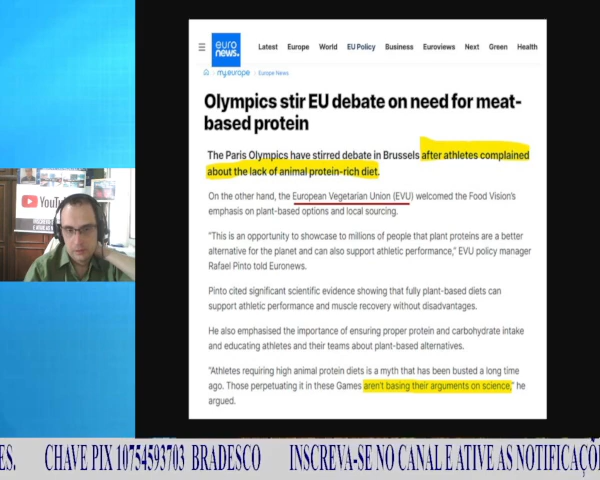 euro
news.
Latest Europe World EU Policy Business Euroviews Next Green Health
my.europe Europe News
Olympics stir EU debate on need for meat-
based protein
The Paris Olympics have stirred debate in Brussels after athletes complained
about the lack of animal protein-rich diet.
On the other hand, the European Vegetarian Union (EVU) welcomed the Food Vision's
emphasis on plant-based options and local sourcing.
"This is an opportunity to showcase to millions of people that plant proteins are a better
alternative for the planet and can also support athletic performance," EVU policy manager
Rafael Pinto told Euronews.
Pinto cited significant scientific evidence showing that fully plant-based diets can
support athletic performance and muscle recovery without disadvantages.
He also emphasised the importance of ensuring proper protein and carbohydrate intake
and educating athletes and their teams about plant-based alternatives.
"Athletes requiring high animal protein diets is a myth that has been busted a long time
ago. Those perpetuating it in these Games aren't basing their arguments on science," he
argued.
YouT
ES. CHAVE PIX 10754593703 BRADESCO INSCREVA-SE NO CANAL E ATIVE AS NOTIFICAÇÕ